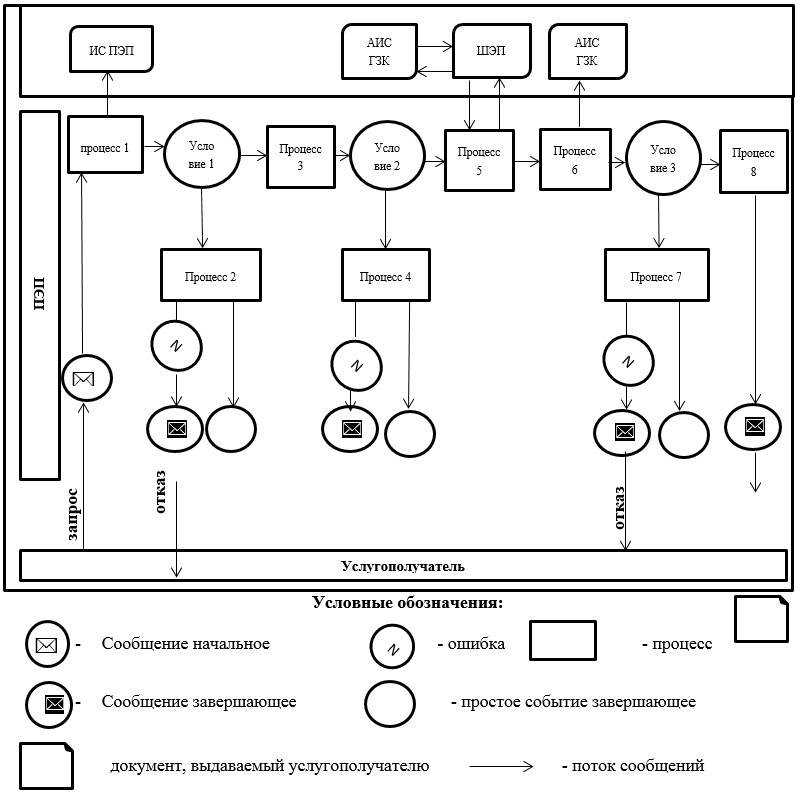 ИС ПЭП
АИС
ГЗК
ШЭП
АИС
ГЗК
процесс 1
Усло
вие 1
Процесс
3
Усло
вие 2
Процесс
5
Процесс
6
Усло
вие 3
Процесс
8
Процесс 2
Процесс 4
Процесс 7
ПЭП
N
N
N
запрос
отказ
отказ
Услугополучатель
Условные обозначения:
- Сообщение начальное
N
- ошибка
- процесс
- Сообщение завершающее
- простое событие завершающее
документ, выдаваемый услугополучателю
- поток сообщений